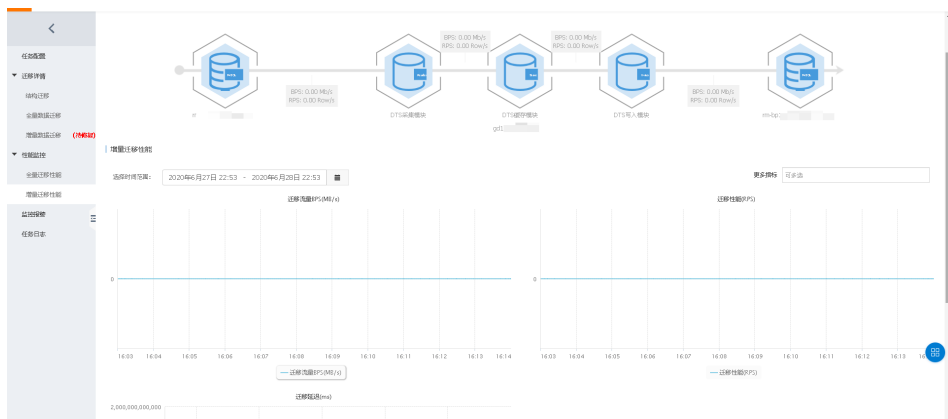 任务配置
迁移详情
结构迁移
全量数据迁移
增量数据迁移 (待修复)
性能监控
全量迁移性能
增量迁移性能
监控报警
任务日志
BPS: 0.00 Mb/s
RPS: 0.00 Row/s
BPS: 0.00 Mb/s
RPS: 0.00 Row/s
BPS: 0.00 Mb/s
RPS: 0.00 Row/s
BPS: 0.00 Mb/s
RPS: 0.00 Row/s
DTS采集模块
DTS缓存模块
DTS写入模块
增量迁移性能
选择时间范围:
2020年6月27日 22:53 - 2020年6月28日 22:53
更多指标
可多选
迁移流量BPS(MB/s)
0
16:03 16:04 16:05 16:06 16:07 16:08 16:09 16:10 16:11 16:12 16:13 16:14
迁移流量BPS(MB/s)
迁移性能(RPS)
0
16:03 16:04 16:05 16:06 16:07 16:08 16:09 16:10 16:11 16:12 16:13
迁移性能(RPS)
迁移延迟(ms)
2,000,000,000,000